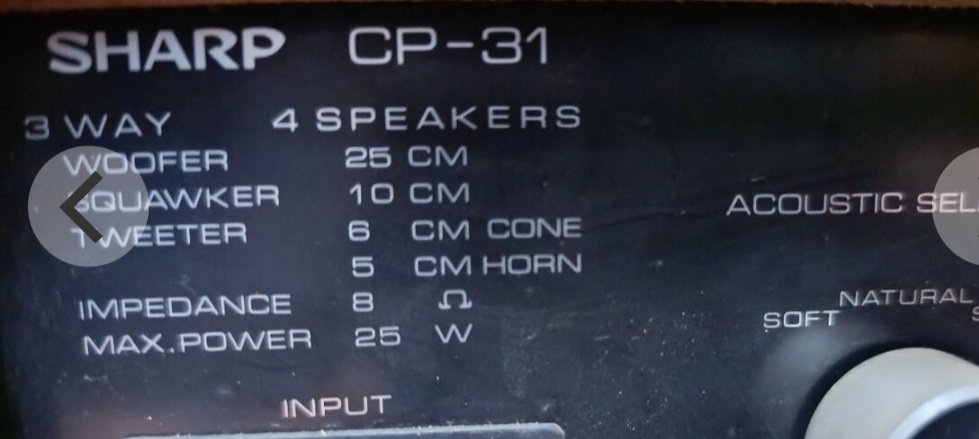 SHARP CP-31
3 WAY 4 SPEAKERS
WOOFER 25 CM
SQUAWKER 10 CM
TWEETER 6 CM CONE
5 CM HORN
IMPEDANCE 8 Ω
MAX.POWER 25 W
INPUT
ACOUSTIC SEL
NATURAL
SOFT